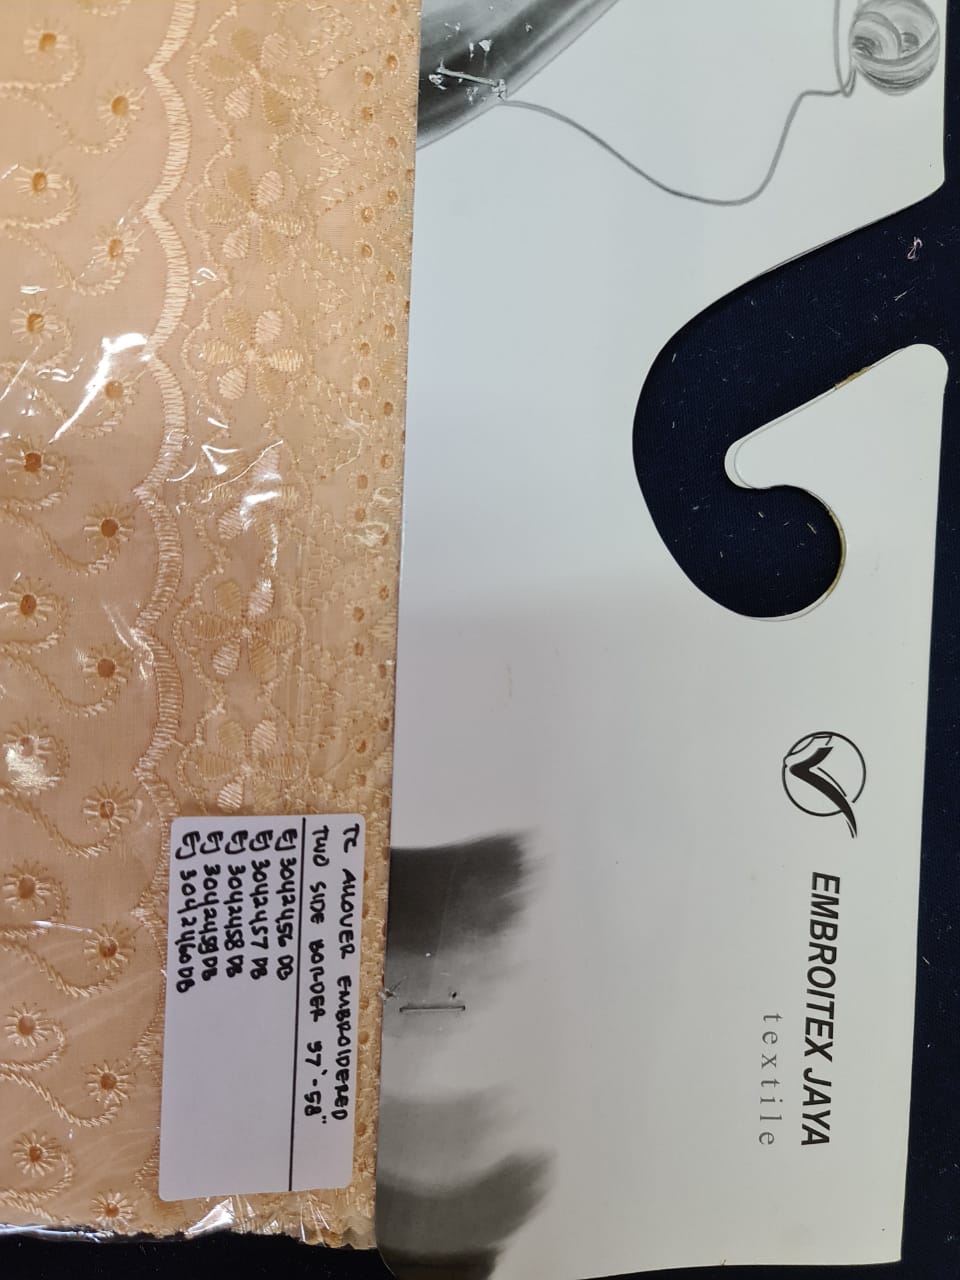 EMBROITEX JAYA
textile
TC ALLOVER EMBROIDERED
TWO SIDE BORDER 57'-58"
EJ 3042456 DB
EJ 3042457 DB
EJ 3042458 DB
EJ 3042459 DB
EJ 3042460 DB